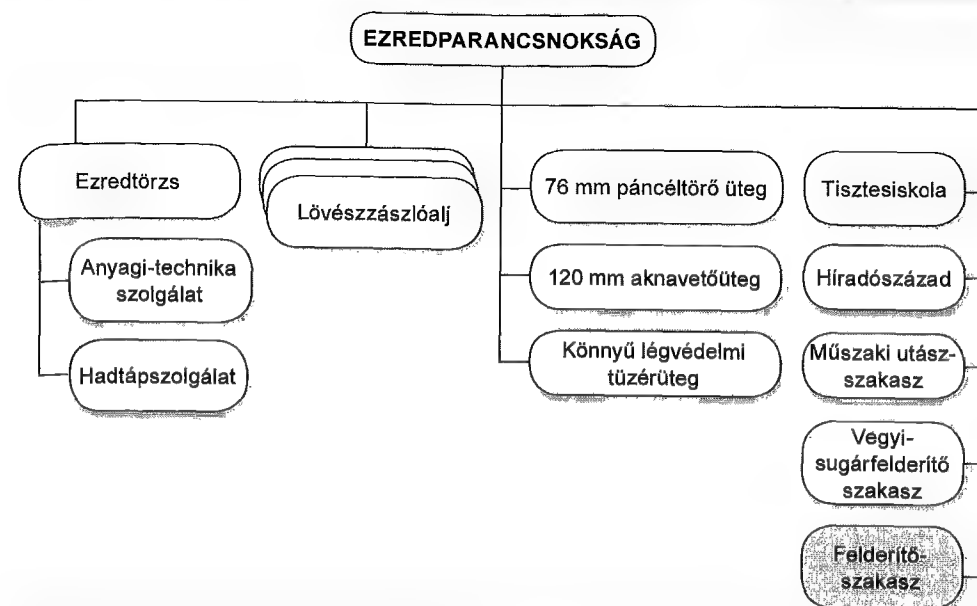 EZREDPARANCSNOKSÁG
Ezredtörzs
Anyagi-technika
szolgálat
Hadtápszolgálat
Lövészzászlóalj
76 mm páncéltörő üteg
120 mm aknavetőüteg
Könnyű légvédelmi
tüzérüteg
Tisztesiskola
Híradószázad
Műszaki utász-
szakasz
Vegyi-
sugárfelderítő
szakasz
Felderítő-
szakasz